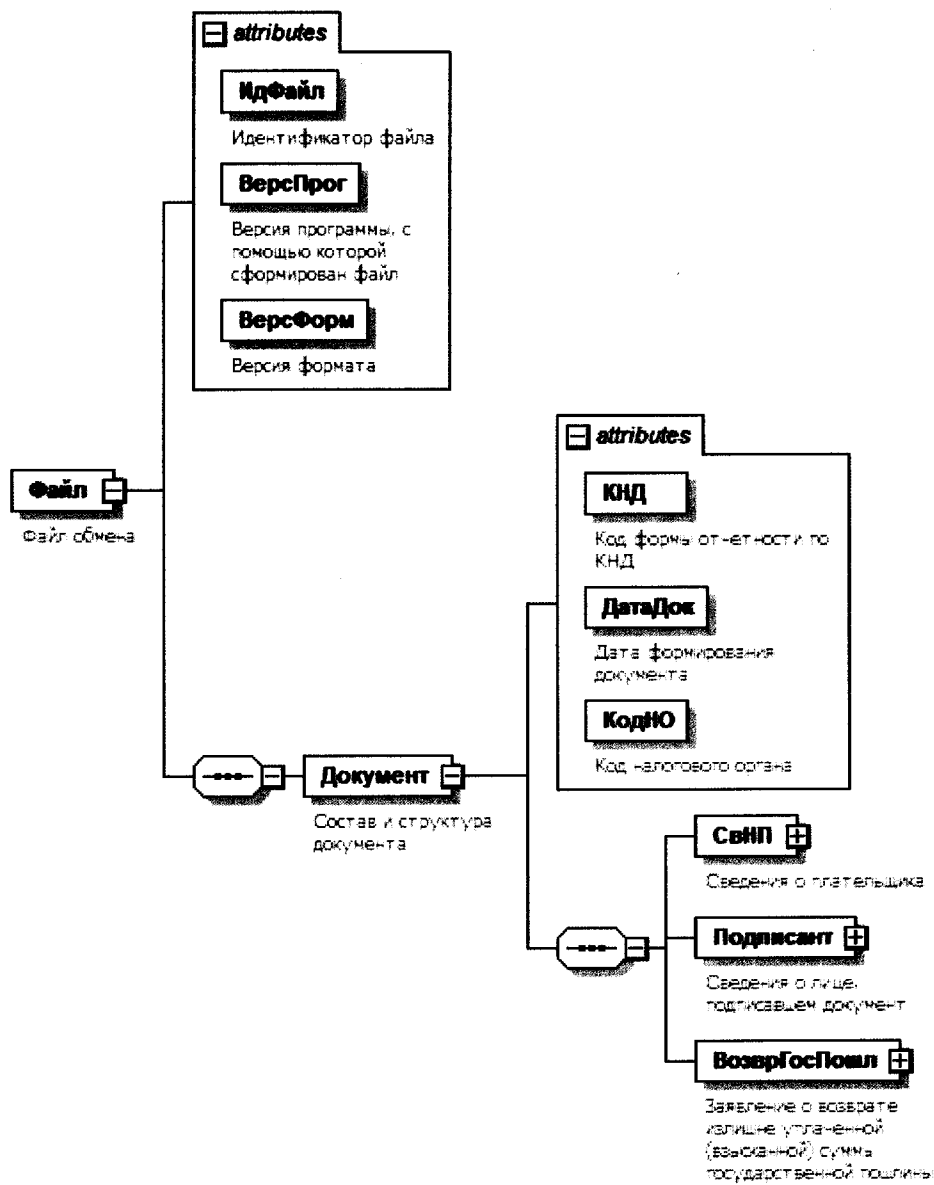 attributes
ИдФайл
Идентификатор файла
ВерсПрог
Версия программы, с
помощью которой
сформирован файл
ВерсФорм
Версия формата
Файл
Файл обмена
Документ
Состав и структура
документа
attributes
КНД
Код формы отчетности по
КНД
ДатаДок
Дата формирования
документа
КодНО
Код налогового органа
СвНП
Сведения о плательщика
Подписант
Сведения о лице,
подписавшем документ
ВозврГосПошл
Заявление о возврате
излишне уплаченной
(взысканной) суммы
государственной пошлины